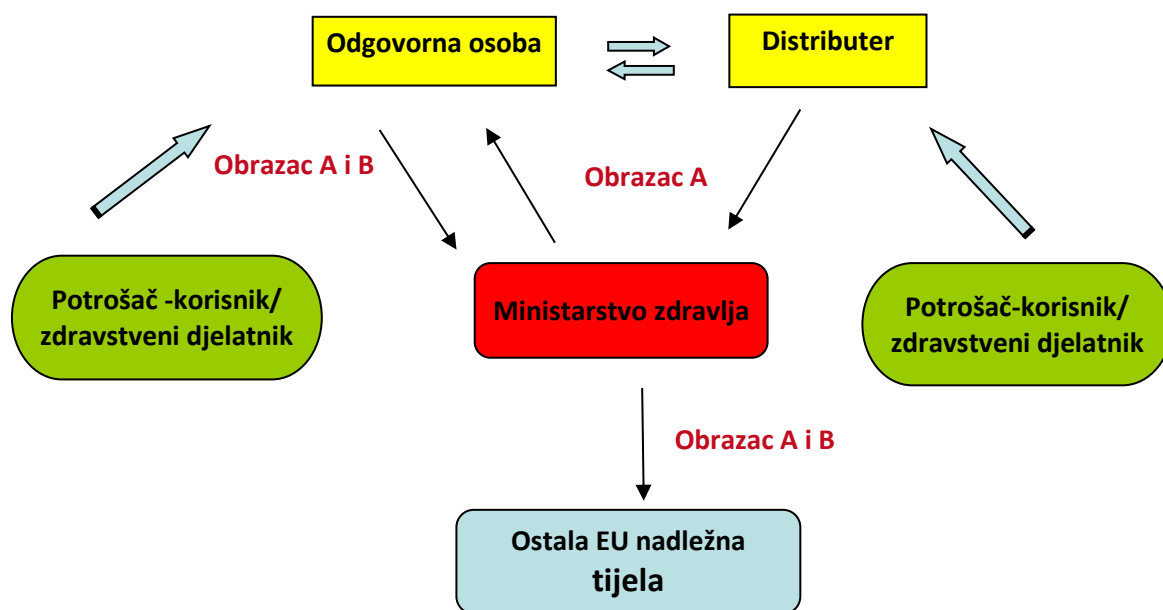 Odgovorna osoba
Distributer
Obrazac A i B
Obrazac A
Potrošač -korisnik/
zdravstveni djelatnik
Ministarstvo zdravlja
Potrošač-korisnik/
zdravstveni djelatnik
Obrazac A i B
Ostala EU nadležna
tijela